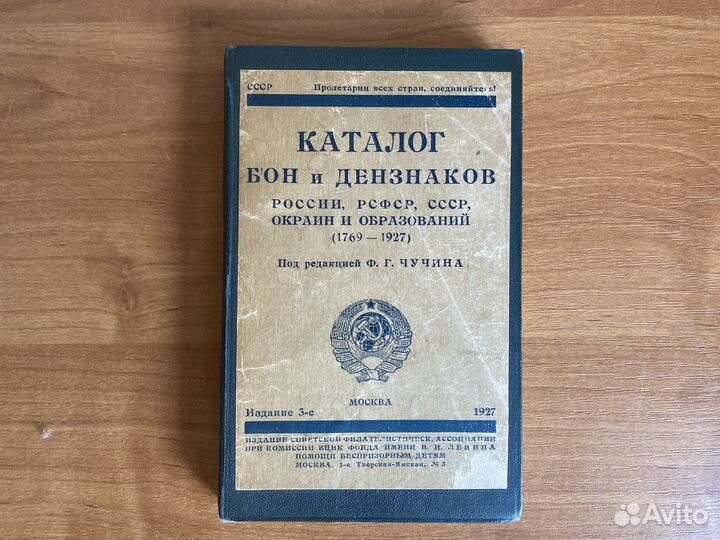 СССР Пролетарии всех стран, соединяйтесь!
КАТАЛОГ
БОН и ДЕНЗНАКОВ
РОССИИ, РСФСР, СССР,
ОКРАИН И ОБРАЗОВАНИЙ
(1769 — 1927)
Под редакцией Ф. Г. ЧУЧИНА
МОСКВА
Издание 3-е 1927
ИЗДАНИЕ СОВЕТСКОЙ ФИЛАТЕЛИСТИЧЕСК. АССОЦИАЦИИ
ПРИ КОМИССИИ ВЦИК ФОНДА ИМЕНИ В. И. ЛЕНИНА
ПОМОЩИ БЕСПРИЗОРНЫМ ДЕТЯМ
МОСКВА. 1-я Тверская-Ямская, № 3
Avito